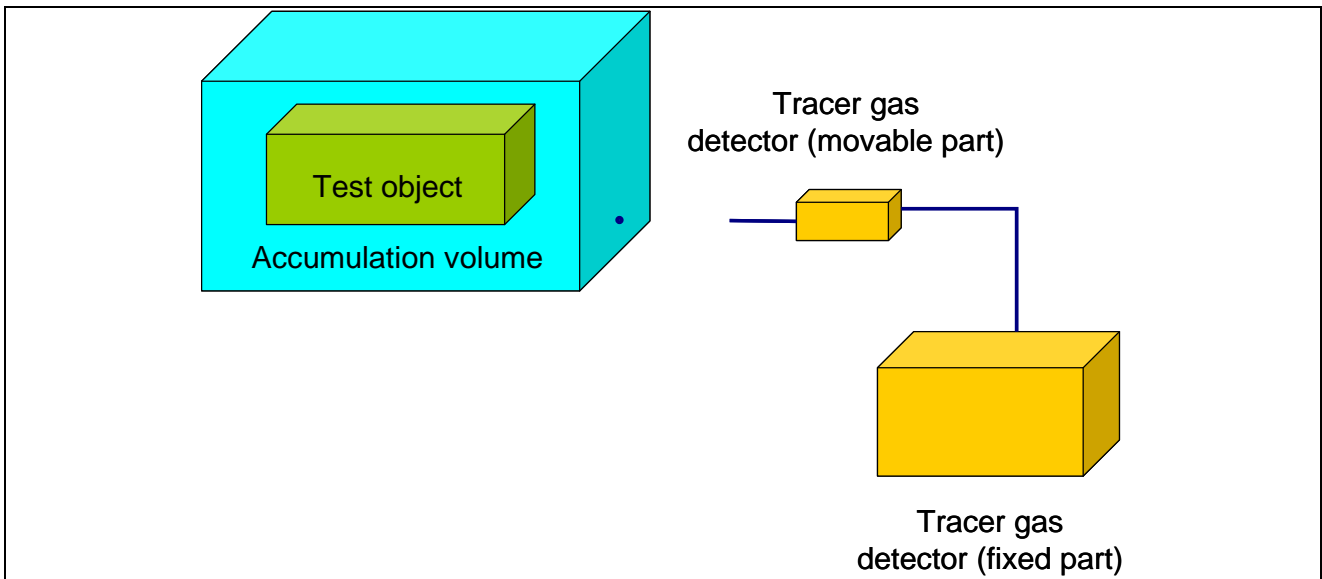 Test object
Accumulation volume
Tracer gas
detector (movable part)
Tracer gas
detector (fixed part)